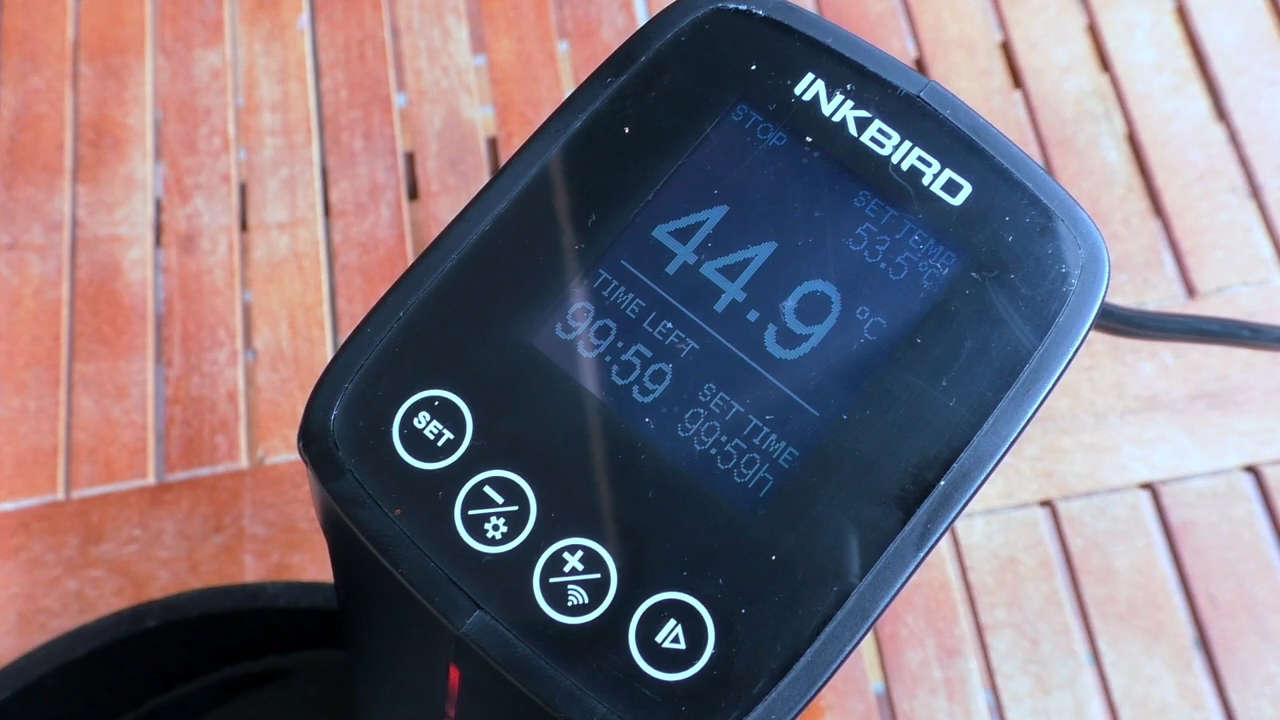 INKBIRD
STOP
SET TEMP
53.5°C
44.9 °C
TIME LEFT
99:59
SET TIME
99:59h
SET